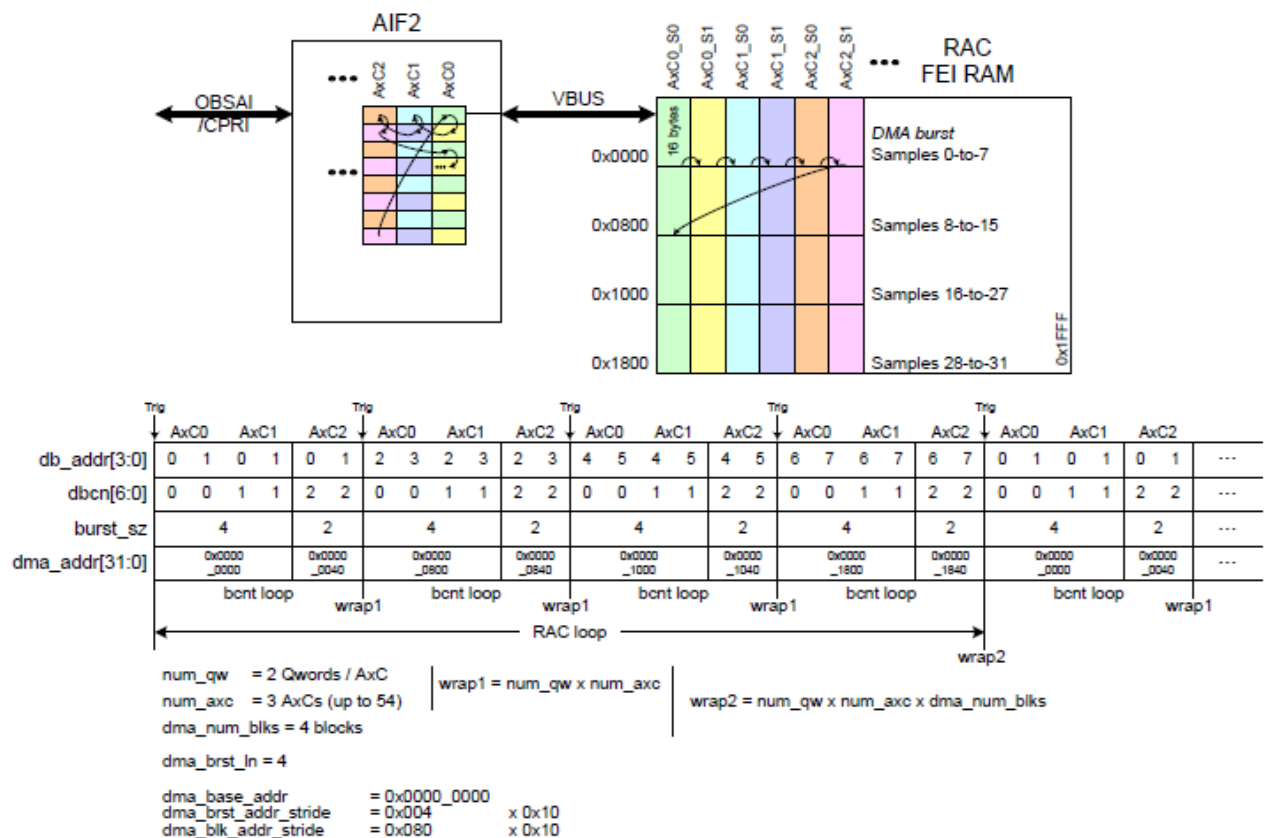 AIF2
AxC2 AxC1 AxC0
OBSAI
/CPRI
VBUS
AxC0_S0 AxC0_S1 AxC1_S0 AxC1_S1 AxC2_S0 AxC2_S1
RAC
FEI RAM
16 bytes
DMA burst
0x0000 Samples 0-to-7
0x0800 Samples 8-to-15
0x1000 Samples 16-to-27
0x1800 Samples 28-to-31
0x1FFF
Trig Trig Trig Trig Trig
AxC0 AxC1 AxC2 AxC0 AxC1 AxC2 AxC0 AxC1 AxC2 AxC0 AxC1 AxC2 AxC0 AxC1 AxC2
db_addr[3:0] 0 1 0 1 0 1 2 3 2 3 2 3 4 5 4 5 4 5 6 7 6 7 6 7 0 1 0 1 0 1 ---
dbcn[6:0] 0 0 1 1 2 2 0 0 1 1 2 2 0 0 1 1 2 2 0 0 1 1 2 2 0 0 1 1 2 2 ---
burst_sz 4 2 4 2 4 2 4 2 4 2 ---
dma_addr[31:0] 0x0000_0000 0x0000_0040 0x0000_0800 0x0000_0840 0x0000_1000 0x0000_1040 0x0000_1800 0x0000_1840 0x0000_0000 0x0000_0040 ---
bcnt loop wrap1 bcnt loop wrap1 bcnt loop wrap1 bcnt loop bcnt loop wrap1
RAC loop
wrap2
num_qw = 2 Qwords / AxC
num_axc = 3 AxCs (up to 54)
wrap1 = num_qw x num_axc
wrap2 = num_qw x num_axc x dma_num_blks
dma_num_blks = 4 blocks
dma_brst_ln = 4
dma_base_addr = 0x0000_0000
dma_brst_addr_stride = 0x004 x 0x10
dma_blk_addr_stride = 0x080 x 0x10